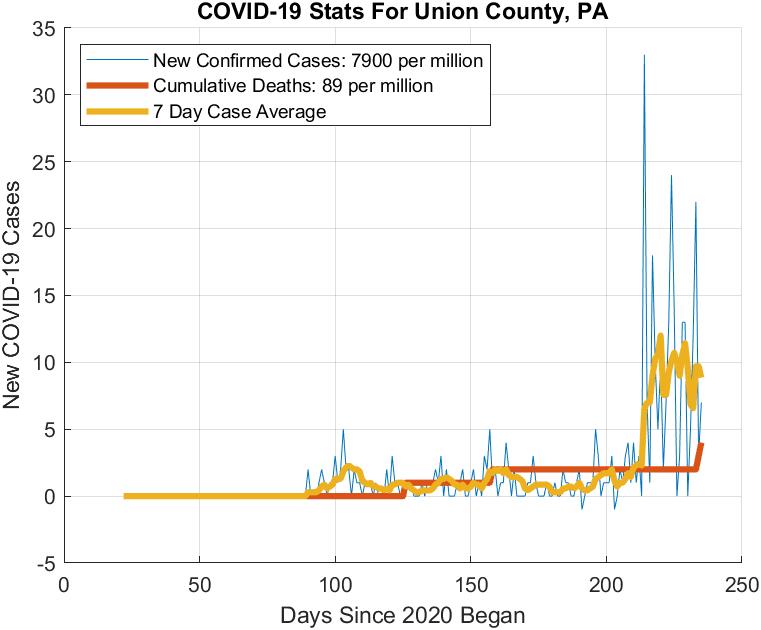 COVID-19 Stats For Union County, PA
New Confirmed Cases: 7900 per million
Cumulative Deaths: 89 per million
7 Day Case Average
New COVID-19 Cases
35
30
25
20
15
10
5
0
-5
0 50 100 150 200 250
Days Since 2020 Began